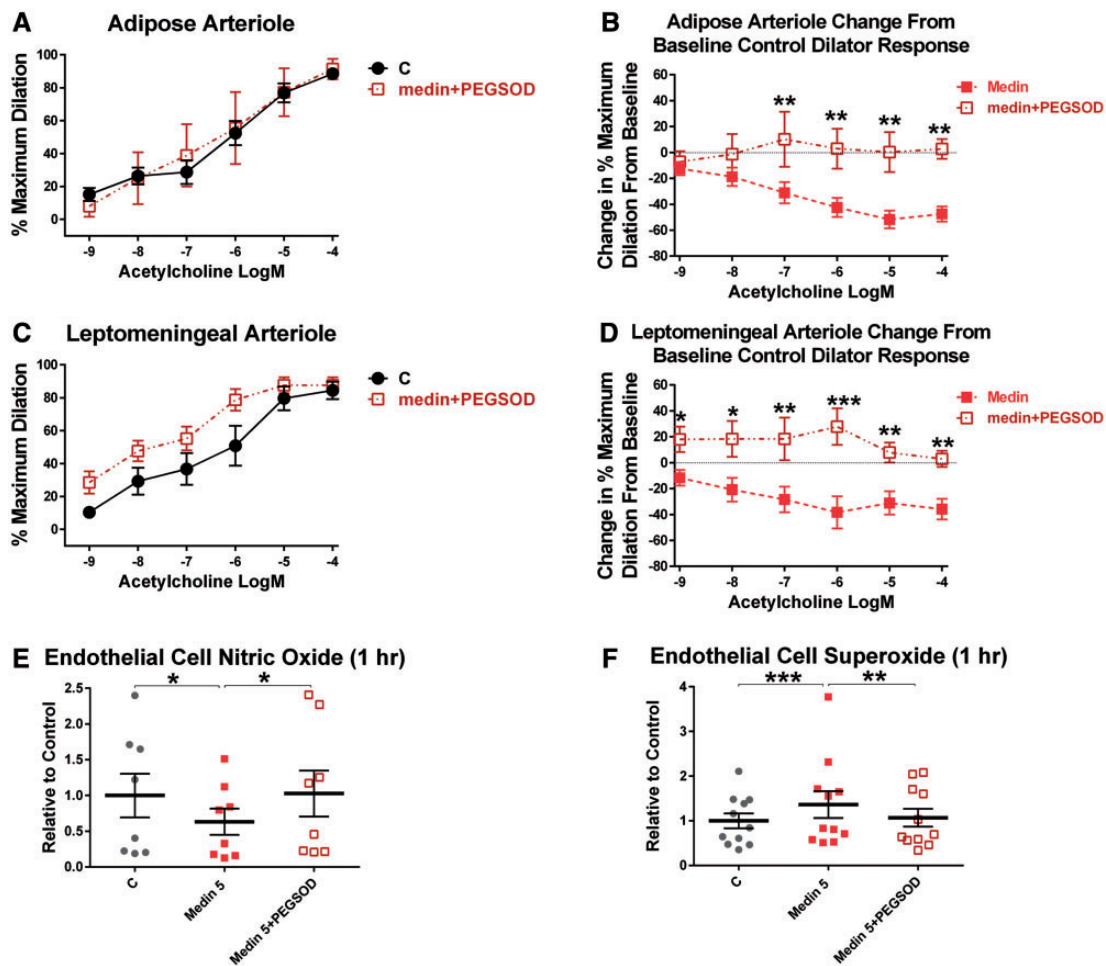 A Adipose Arteriole
% Maximum Dilation
100
80
60
40
20
0
-9 -8 -7 -6 -5 -4
Acetylcholine LogM
C
medin+PEGSOD
B Adipose Arteriole Change From
Baseline Control Dilator Response
Change in % Maximum
Dilation From Baseline
60
40
20
0
-20
-40
-60
-80
** ** ** **
-9 -8 -7 -6 -5 -4
Acetylcholine LogM
Medin
medin+PEGSOD
C Leptomeningeal Arteriole
% Maximum Dilation
100
80
60
40
20
0
-9 -8 -7 -6 -5 -4
Acetylcholine LogM
C
medin+PEGSOD
D Leptomeningeal Arteriole Change From
Baseline Control Dilator Response
Change in % Maximum
Dilation From Baseline
60
40
20
0
-20
-40
-60
-80
* * ** *** ** **
-9 -8 -7 -6 -5 -4
Acetylcholine LogM
Medin
medin+PEGSOD
E Endothelial Cell Nitric Oxide (1 hr)
* *
Relative to Control
2.5
2.0
1.5
1.0
0.5
0.0
C
Medin 5
Medin 5+PEGSOD
F Endothelial Cell Superoxide (1 hr)
*** **
Relative to Control
4
3
2
1
0
C
Medin 5
Medin 5+PEGSOD